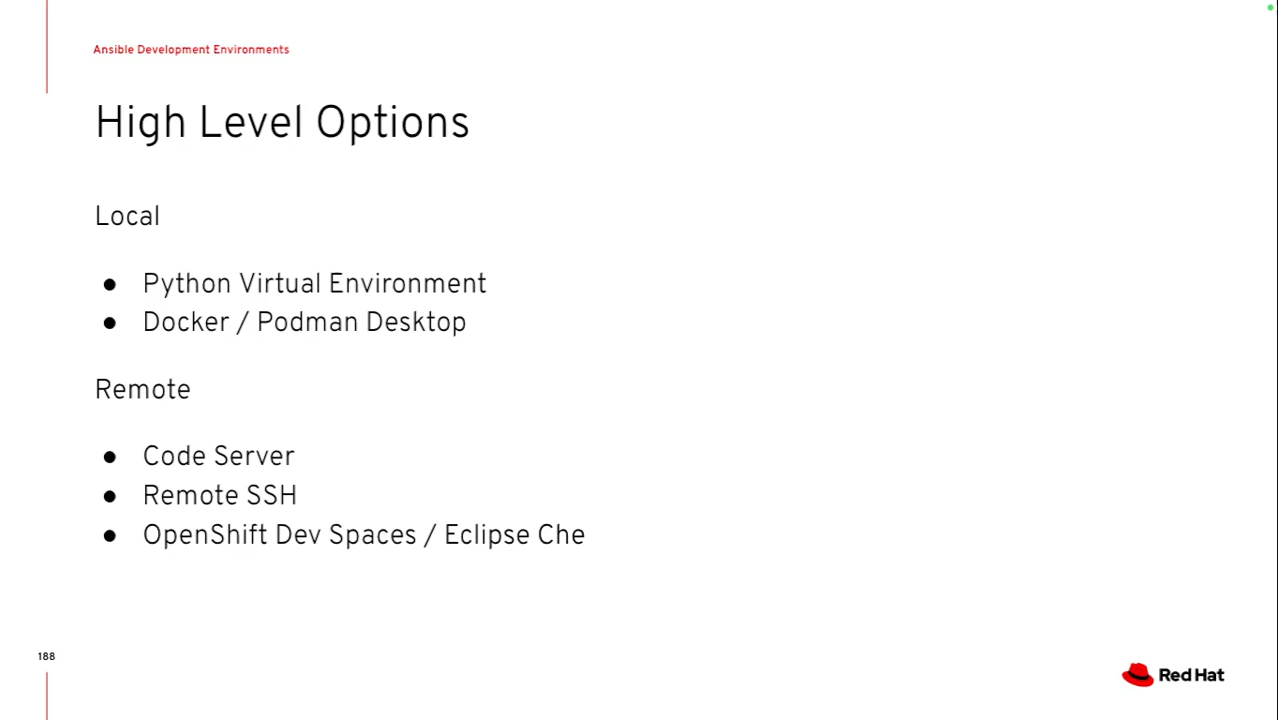 Ansible Development Environments
High Level Options
Local
● Python Virtual Environment
● Docker / Podman Desktop
Remote
● Code Server
● Remote SSH
● OpenShift Dev Spaces / Eclipse Che
188
Red Hat